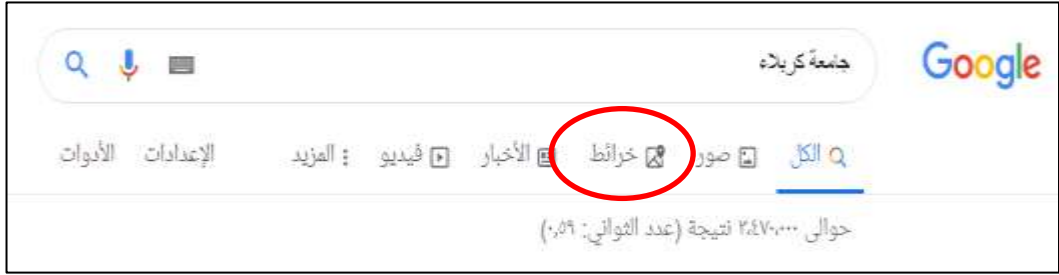 Google
جامعة كربلاء
الكل صور خرائط الأخبار فيديو المزيد الإعدادات الأدوات
حوالي ٢،٤٧٠،٠٠٠ نتيجة (عدد الثواني: ٠,٥٩)